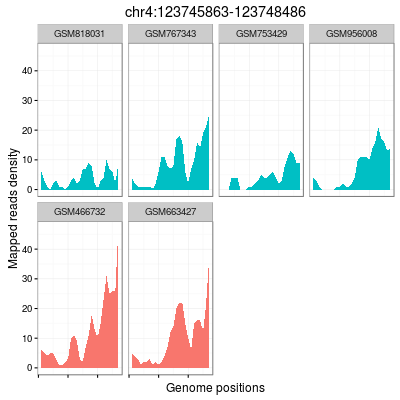 chr4:123745863-123748486
GSM818031 GSM767343 GSM753429 GSM956008
40
30
20
10
0
GSM466732 GSM663427
40
30
20
10
0
Mapped reads density
Genome positions